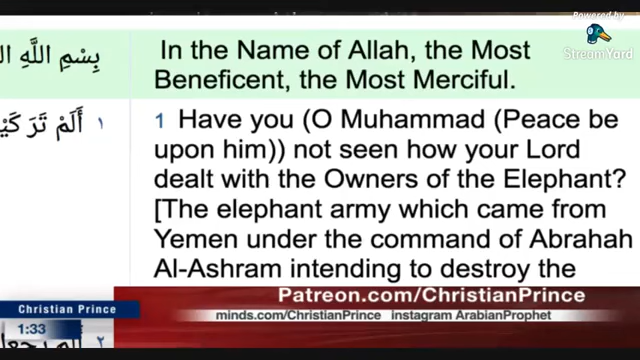 Powered by
StreamYard
بِسْمِ اللَّهِ
In the Name of Allah, the Most
Beneficent, the Most Merciful.
١ أَلَمْ تَرَ
1 Have you (O Muhammad (Peace be
upon him)) not seen how your Lord
dealt with the Owners of the Elephant?
[The elephant army which came from
Yemen under the command of Abrahah
Al-Ashram intending to destroy the
Patreon.com/ChristianPrince
Christian Prince
minds.com/ChristianPrince instagram ArabianProphet
1:33
٢